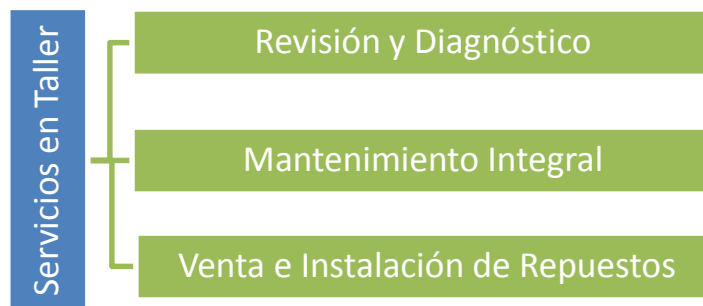 Servicios en Taller
Revisión y Diagnóstico
Mantenimiento Integral
Venta e Instalación de Repuestos